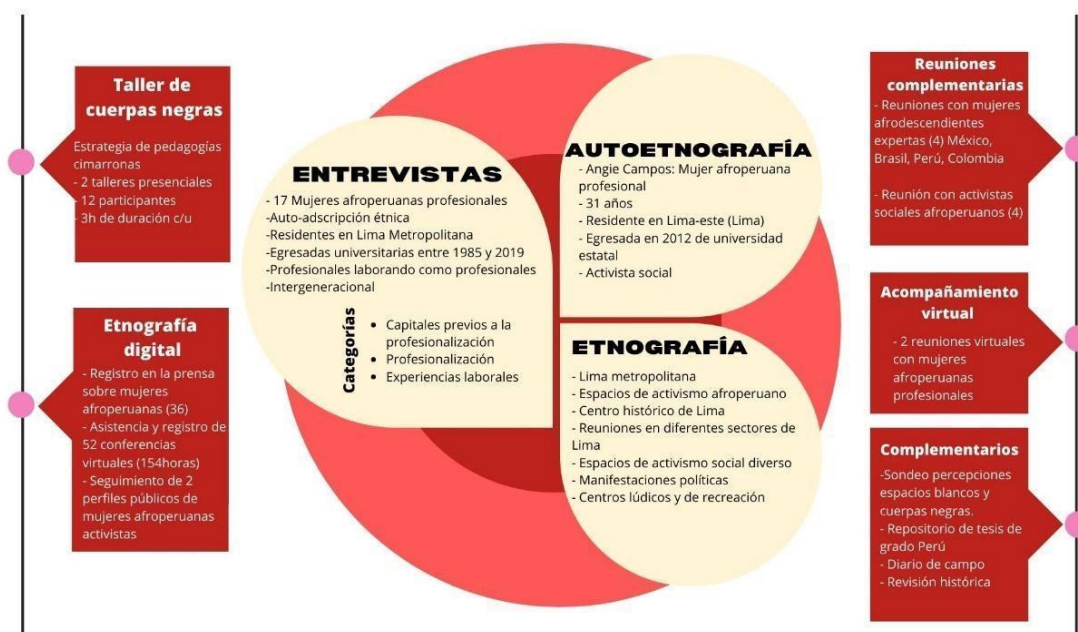 Taller de
cuerpas negras
Estrategia de pedagogías
cimarronas
- 2 talleres presenciales
- 12 participantes
- 3h de duración c/u
Etnografía
digital
- Registro en la prensa
sobre mujeres
afroperuanas (36)
- Asistencia y registro de
52 conferencias
virtuales (154horas)
- Seguimiento de 2
perfiles públicos de
mujeres afroperuanas
activistas
ENTREVISTAS
- 17 Mujeres afroperuanas profesionales
-Auto-adscripción étnica
-Residentes en Lima Metropolitana
-Egresadas universitarias entre 1985 y 2019
-Profesionales laborando como profesionales
-Intergeneracional
Categorías
• Capitales previos a la
profesionalización
• Profesionalización
• Experiencias laborales
AUTOETNOGRAFÍA
- Angie Campos: Mujer afroperuana
profesional
- 31 años
- Residente en Lima-este (Lima)
- Egresada en 2012 de universidad
estatal
- Activista social
ETNOGRAFÍA
- Lima metropolitana
- Espacios de activismo afroperuano
- Centro histórico de Lima
- Reuniones en diferentes sectores de
Lima
- Espacios de activismo social diverso
- Manifestaciones políticas
- Centros lúdicos y de recreación
Reuniones
complementarias
- Reuniones con mujeres
afrodescendientes
expertas (4) México,
Brasil, Perú, Colombia
- Reunión con activistas
sociales afroperuanos (4)
Acompañamiento
virtual
- 2 reuniones virtuales
con mujeres
afroperuanas
profesionales
Complementarios
-Sondeo percepciones
espacios blancos y
cuerpas negras.
- Repositorio de tesis de
grado Perú
- Diario de campo
- Revisión histórica